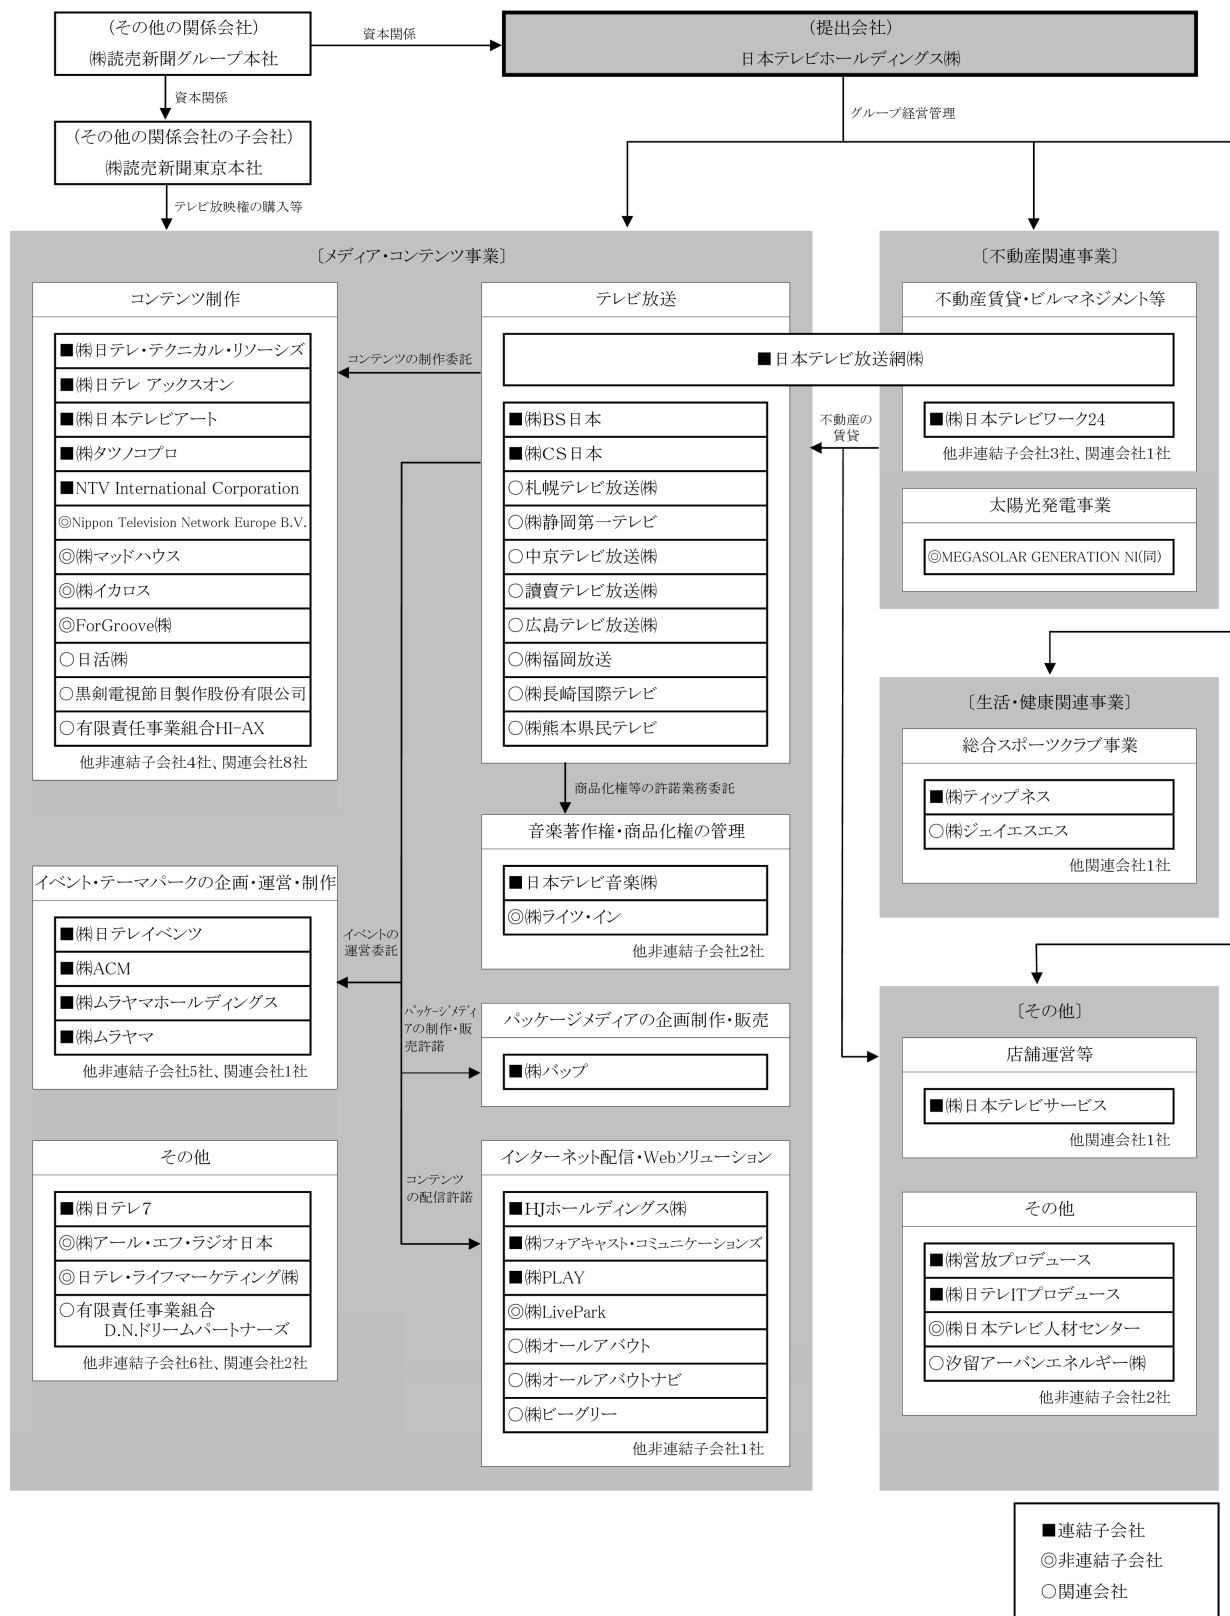 (その他の関係会社)
㈱読売新聞グループ本社
資本関係
(提出会社)
日本テレビホールディングス㈱
資本関係
グループ経営管理
(その他の関係会社の子会社)
㈱読売新聞東京本社
テレビ放映権の購入等
〔メディア・コンテンツ事業〕
コンテンツ制作
■㈱日テレ・テクニカル・リソーシズ
■㈱日テレ アックスオン
■㈱日本テレビアート
■㈱タツノコプロ
■NTV International Corporation
◎Nippon Television Network Europe B.V.
◎㈱マッドハウス
◎㈱イカロス
◎ForGroove㈱
○日活㈱
○黒剣電視節目製作股份有限公司
○有限責任事業組合HI-AX
他非連結子会社4社、関連会社8社
コンテンツの制作委託
テレビ放送
■日本テレビ放送網㈱
■㈱BS日本
■㈱CS日本
○札幌テレビ放送㈱
○㈱静岡第一テレビ
○中京テレビ放送㈱
○讀賣テレビ放送㈱
○広島テレビ放送㈱
○㈱福岡放送
○㈱長崎国際テレビ
○㈱熊本県民テレビ
商品化権等の許諾業務委託
音楽著作権・商品化権の管理
■日本テレビ音楽㈱
◎㈱ライツ・イン
他非連結子会社2社
イベント・テーマパークの企画・運営・制作
■㈱日テレイベンツ
■㈱ACM
■㈱ムラヤマホールディングス
■㈱ムラヤマ
他非連結子会社5社、関連会社1社
イベントの
運営委託
パッケージメディ
アの制作・販
売許諾
パッケージメディアの企画制作・販売
■㈱バップ
その他
■㈱日テレ7
◎㈱アール・エフ・ラジオ日本
◎日テレ・ライフマーケティング㈱
○有限責任事業組合
D.N.ドリームパートナーズ
他非連結子会社6社、関連会社2社
コンテンツ
の配信許諾
インターネット配信・Webソリューション
■HJホールディングス㈱
■㈱フォアキャスト・コミュニケーションズ
■㈱PLAY
◎㈱LivePark
○㈱オールアバウト
○㈱オールアバウトナビ
○㈱ビーグリー
他非連結子会社1社
〔不動産関連事業〕
不動産賃貸・ビルマネジメント等
■㈱日本テレビワーク24
他非連結子会社3社、関連会社1社
不動産の
賃貸
太陽光発電事業
◎MEGASOLAR GENERATION NI(同)
〔生活・健康関連事業〕
総合スポーツクラブ事業
■㈱ティップネス
○㈱ジェイエスエス
他関連会社1社
〔その他〕
店舗運営等
■㈱日本テレビサービス
他関連会社1社
その他
■㈱営放プロデュース
■㈱日テレITプロデュース
◎㈱日本テレビ人材センター
○汐留アーバンエネルギー㈱
他非連結子会社2社
■連結子会社
◎非連結子会社
○関連会社